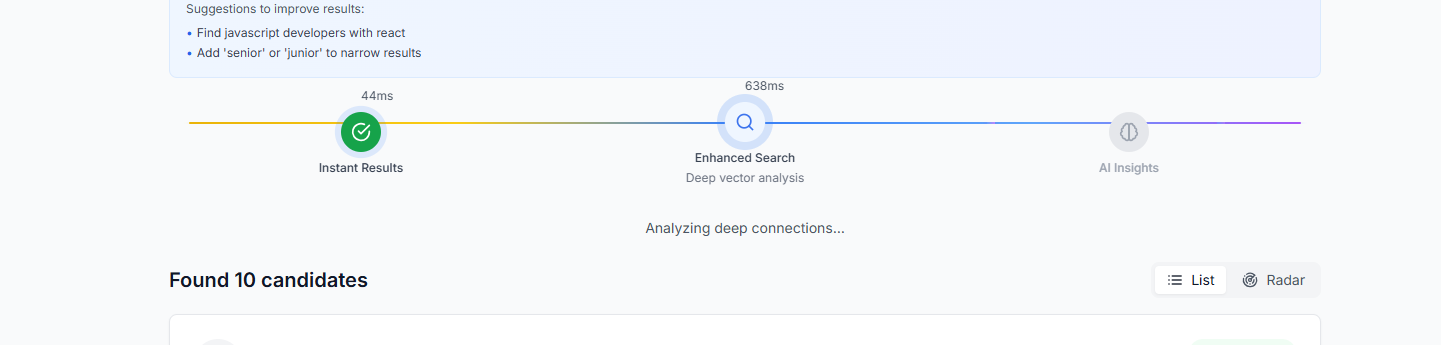 Suggestions to improve results:
• Find javascript developers with react
• Add 'senior' or 'junior' to narrow results
44ms
638ms
Instant Results
Enhanced Search
Deep vector analysis
AI Insights
Analyzing deep connections...
Found 10 candidates
List
Radar